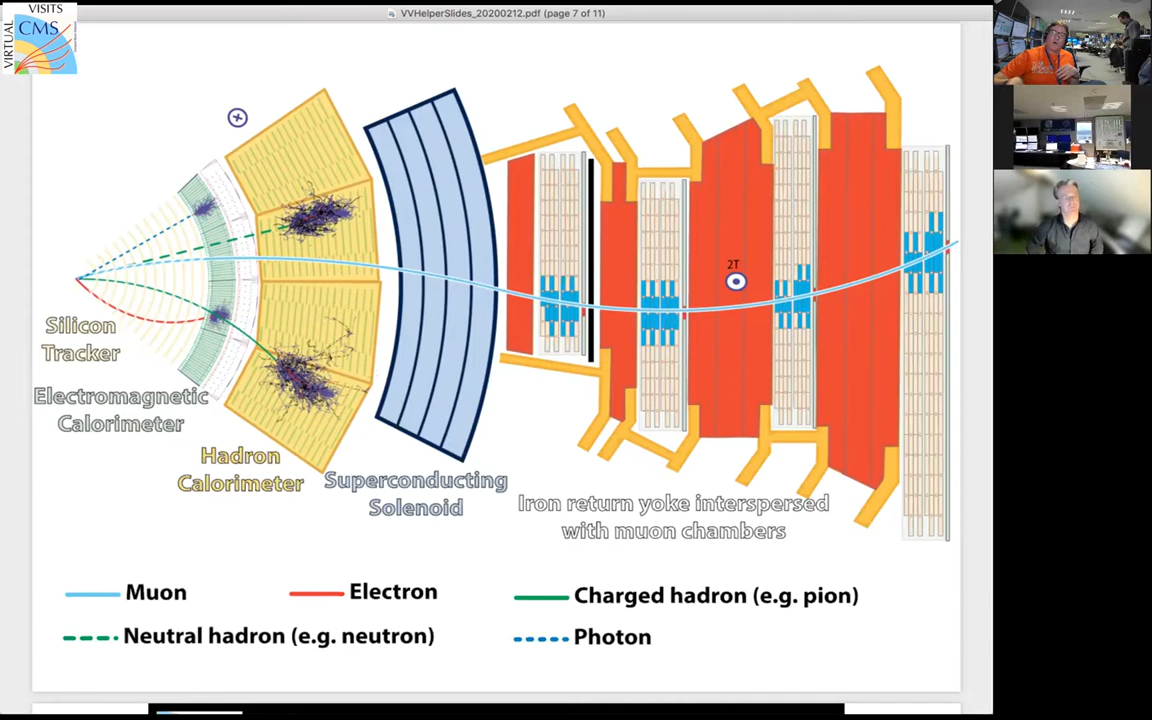 VVHelperSlides_20200212.pdf (page 7 of 11)
VISITS
VIRTUAL
CMS
2T
Silicon
Tracker
Electromagnetic
Calorimeter
Hadron
Calorimeter
Superconducting
Solenoid
Iron return yoke interspersed
with muon chambers
Muon
Electron
Charged hadron (e.g. pion)
Neutral hadron (e.g. neutron)
Photon